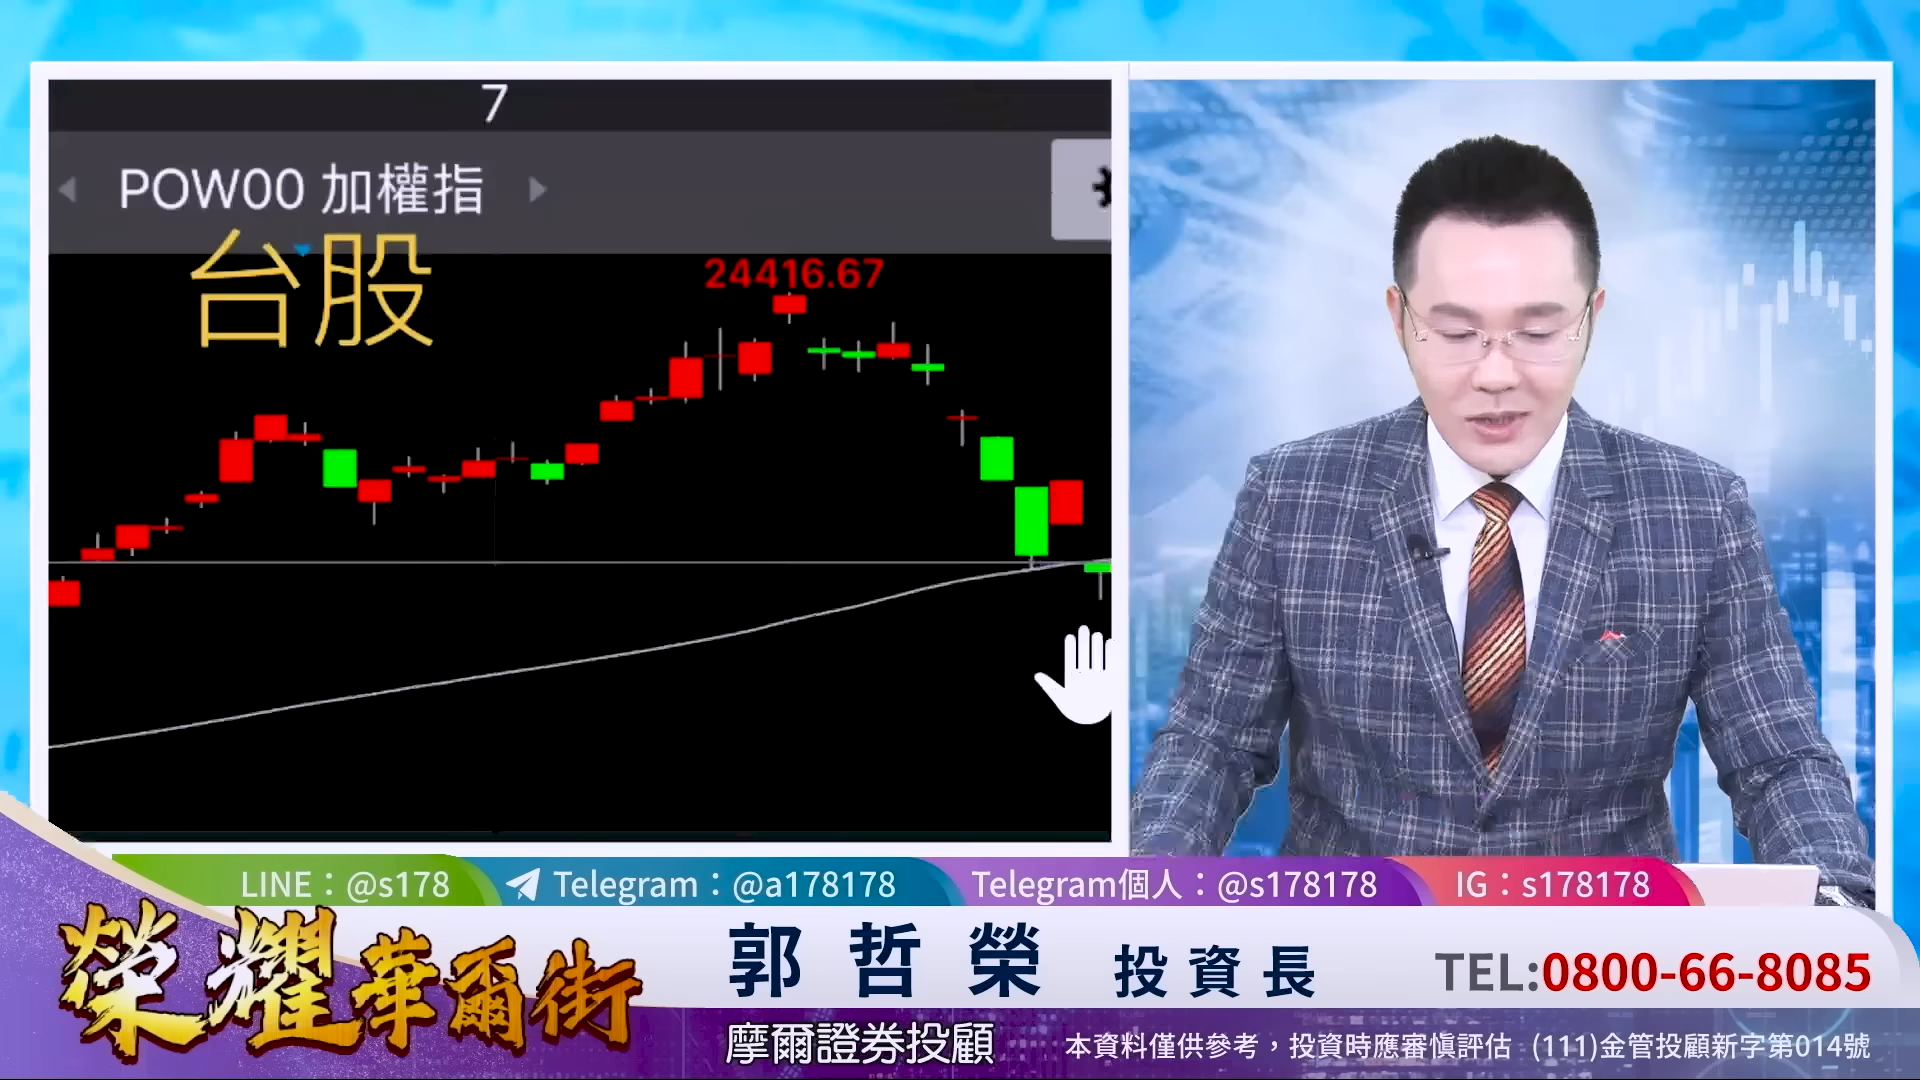 7
POW00 加權指
台股
24416.67
LINE：@s178
Telegram：@a178178
Telegram個人：@s178178
IG：s178178
榮耀華爾街
郭哲榮 投資長
TEL:0800-66-8085
摩爾證券投顧
本資料僅供參考，投資時應審慎評估 (111)金管投顧新字第014號